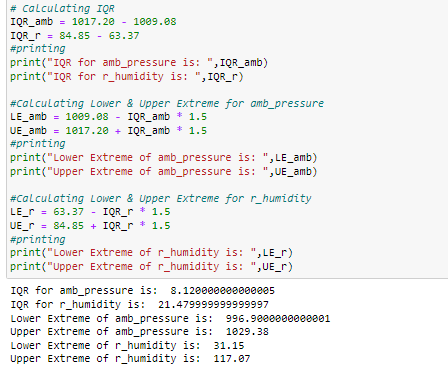 # Calculating IQR
IQR_amb = 1017.20 - 1009.08
IQR_r = 84.85 - 63.37
#printing
print("IQR for amb_pressure is: ",IQR_amb)
print("IQR for r_humidity is: ",IQR_r)
#Calculating Lower & Upper Extreme for amb_pressure
LE_amb = 1009.08 - IQR_amb * 1.5
UE_amb = 1017.20 + IQR_amb * 1.5
#printing
print("Lower Extreme of amb_pressure is: ",LE_amb)
print("Upper Extreme of amb_pressure is: ",UE_amb)
#Calculating Lower & Upper Extreme for r_humidity
LE_r = 63.37 - IQR_r * 1.5
UE_r = 84.85 + IQR_r * 1.5
#printing
print("Lower Extreme of r_humidity is: ",LE_r)
print("Upper Extreme of r_humidity is: ",UE_r)
IQR for amb_pressure is:  8.120000000000005
IQR for r_humidity is:  21.479999999999997
Lower Extreme of amb_pressure is:  996.9000000000001
Upper Extreme of amb_pressure is:  1029.38
Lower Extreme of r_humidity is:  31.15
Upper Extreme of r_humidity is:  117.07